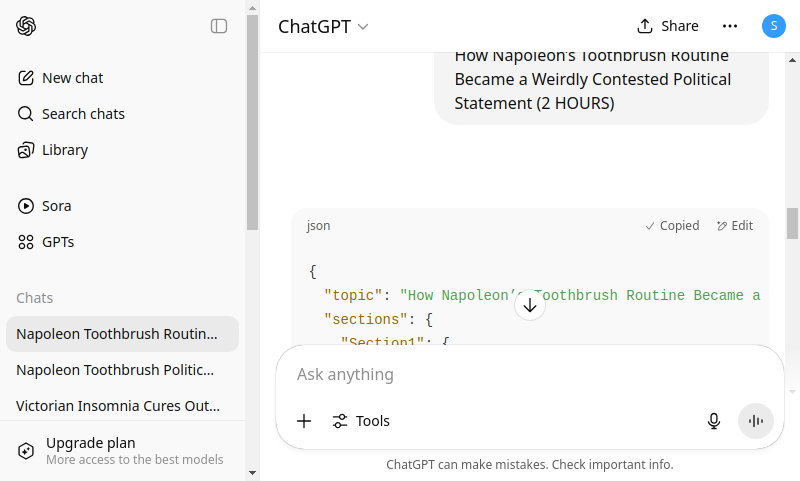 ChatGPT
Share
S
New chat
Search chats
Library
Sora
GPTs
Chats
Napoleon Toothbrush Routin...
Napoleon Toothbrush Politic...
Victorian Insomnia Cures Out...
Upgrade plan
More access to the best models
How Napoleon's Toothbrush Routine
Became a Weirdly Contested Political
Statement (2 HOURS)
json
Copied
Edit
{
"topic": "How Napoleon's Toothbrush Routine Became a
"sections": {
"Section1": {
Ask anything
Tools
ChatGPT can make mistakes. Check important info.